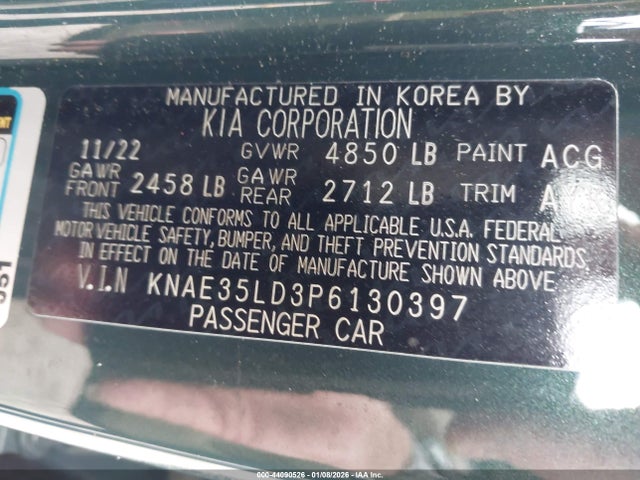 MANUFACTURED IN KOREA BY
KIA CORPORATION
11/22 GVWR 4850 LB PAINT ACG
GAWR FRONT 2458 LB GAWR REAR 2712 LB TRIM
THIS VEHICLE CONFORMS TO ALL APPLICABLE U.S.A. FEDERAL
MOTOR VEHICLE SAFETY, BUMPER, AND THEFT PREVENTION STANDARDS
IN EFFECT ON THE DATE OF MANUFACTURE SHOWN ABOVE
V.I.N KNAE35LD3P6130397
PASSENGER CAR
000-44090526 - 01/08/2026 - IAA Inc.